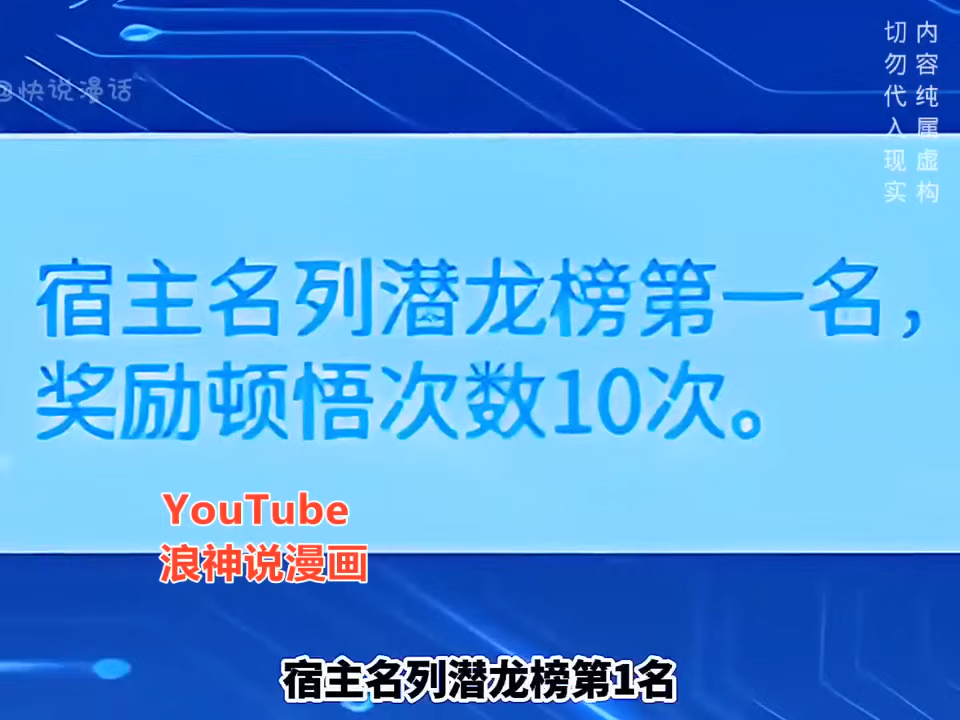 @快说漫话
内容纯属虚构
切勿代入现实
宿主名列潜龙榜第一名，
奖励顿悟次数10次。
YouTube
浪神说漫画
宿主名列潜龙榜第1名